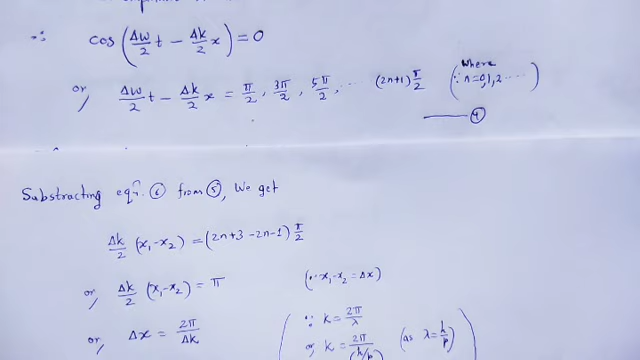 ∴ cos(Δw/2 t − Δk/2 x) = 0
or, Δw/2 t − Δk/2 x = π/2, 3π/2, 5π/2, ... (2n+1) π/2 (∵ where n = 0, 1, 2 .....)
—— ④
Substracting eqⁿ. ⑥ from ⑤, We get
Δk/2 (x₁−x₂) = (2n+3−2n−1) π/2
or, Δk/2 (x₁−x₂) = π (∵ x₁−x₂ = Δx)
or, Δx = 2π/Δk (∵ k = 2π/λ
or, k = 2π/(h/p) (as λ = h/p)